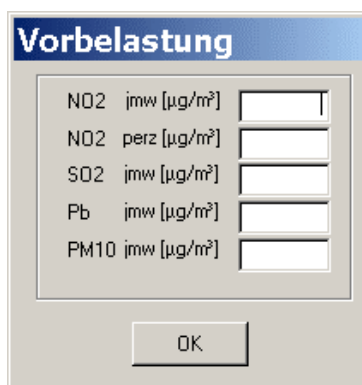 Vorbelastung
NO2 jmw [µg/m³]
NO2 perz [µg/m³]
SO2 jmw [µg/m³]
Pb jmw [µg/m³]
PM10 jmw [µg/m³]
OK